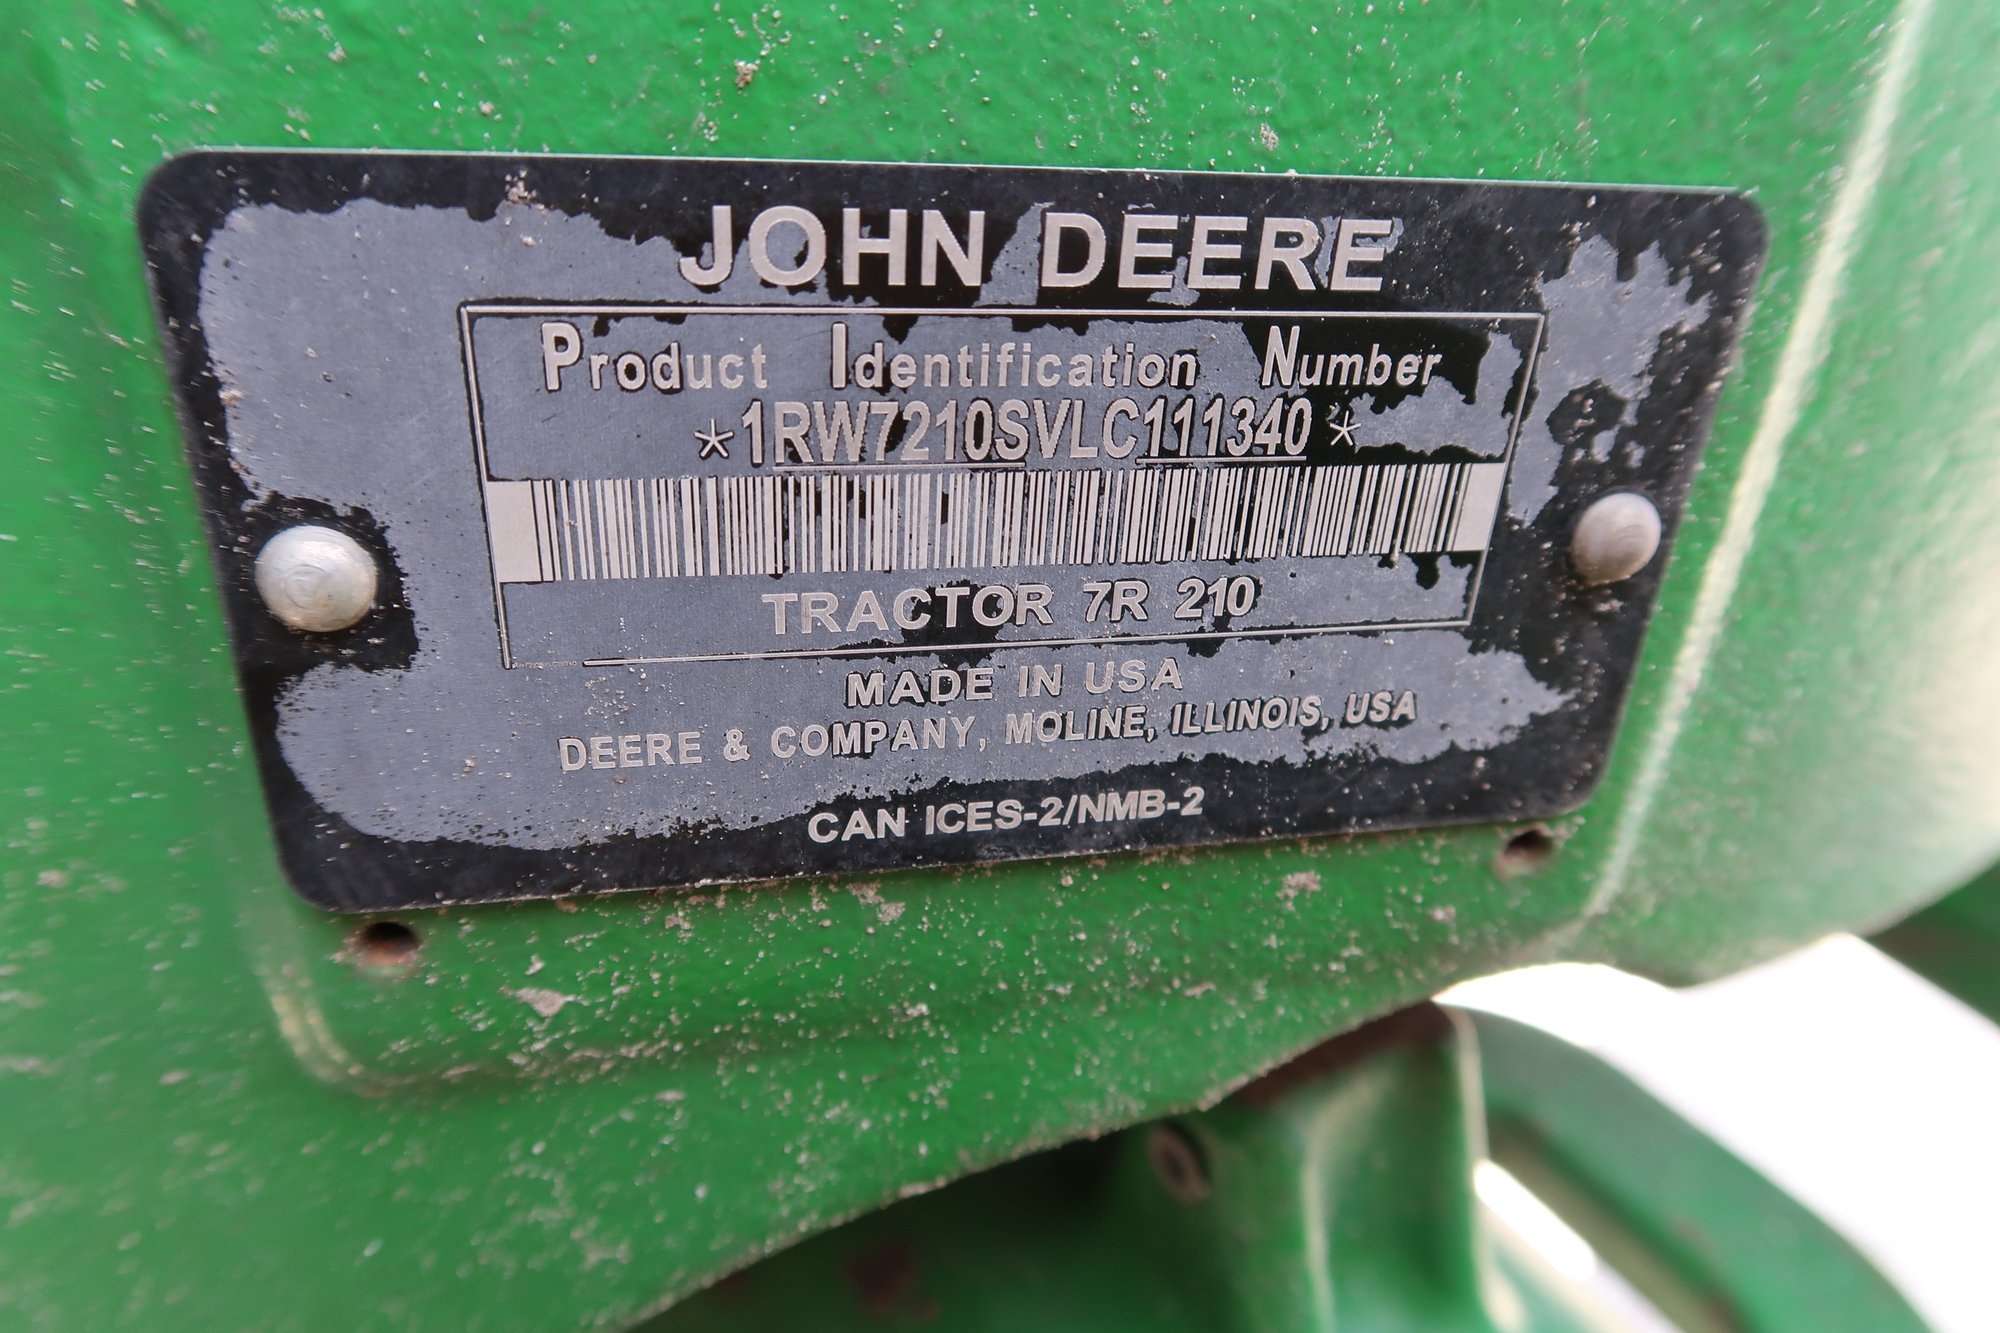 JOHN DEERE
Product Identification Number
*1RW7210SVLC111340*
TRACTOR 7R 210
MADE IN USA
DEERE & COMPANY, MOLINE, ILLINOIS, USA
CAN ICES-2/NMB-2